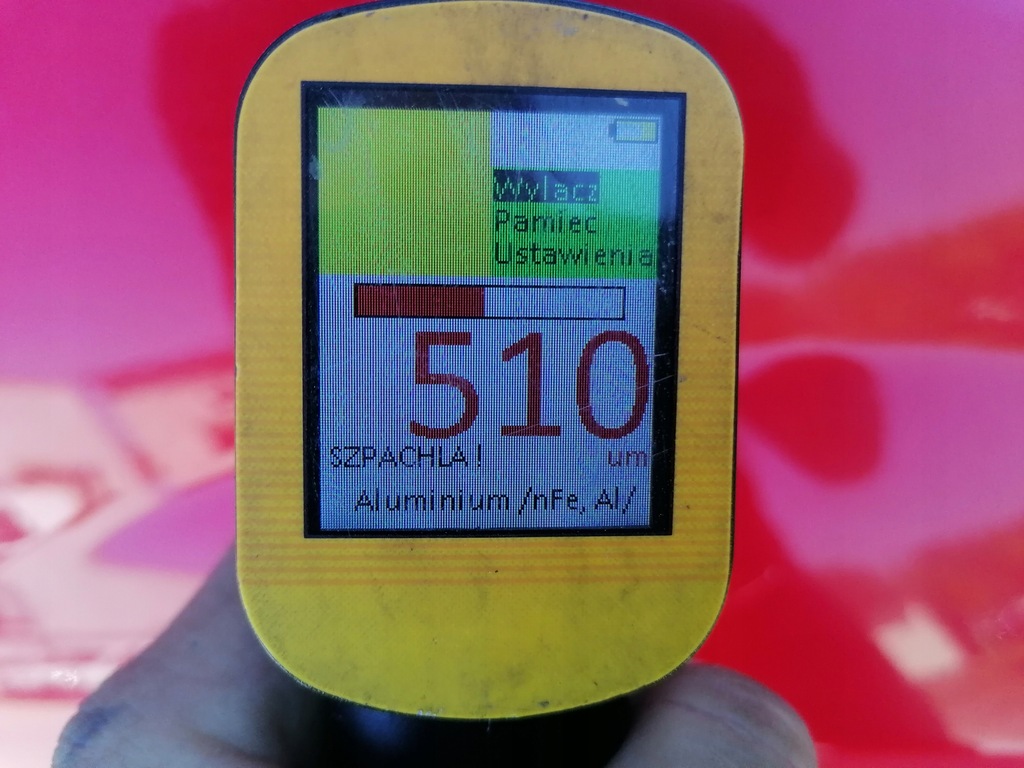 Wylacz
Pamiec
Ustawienia
510
SZPACHLA! um
Aluminium /nFe, Al/